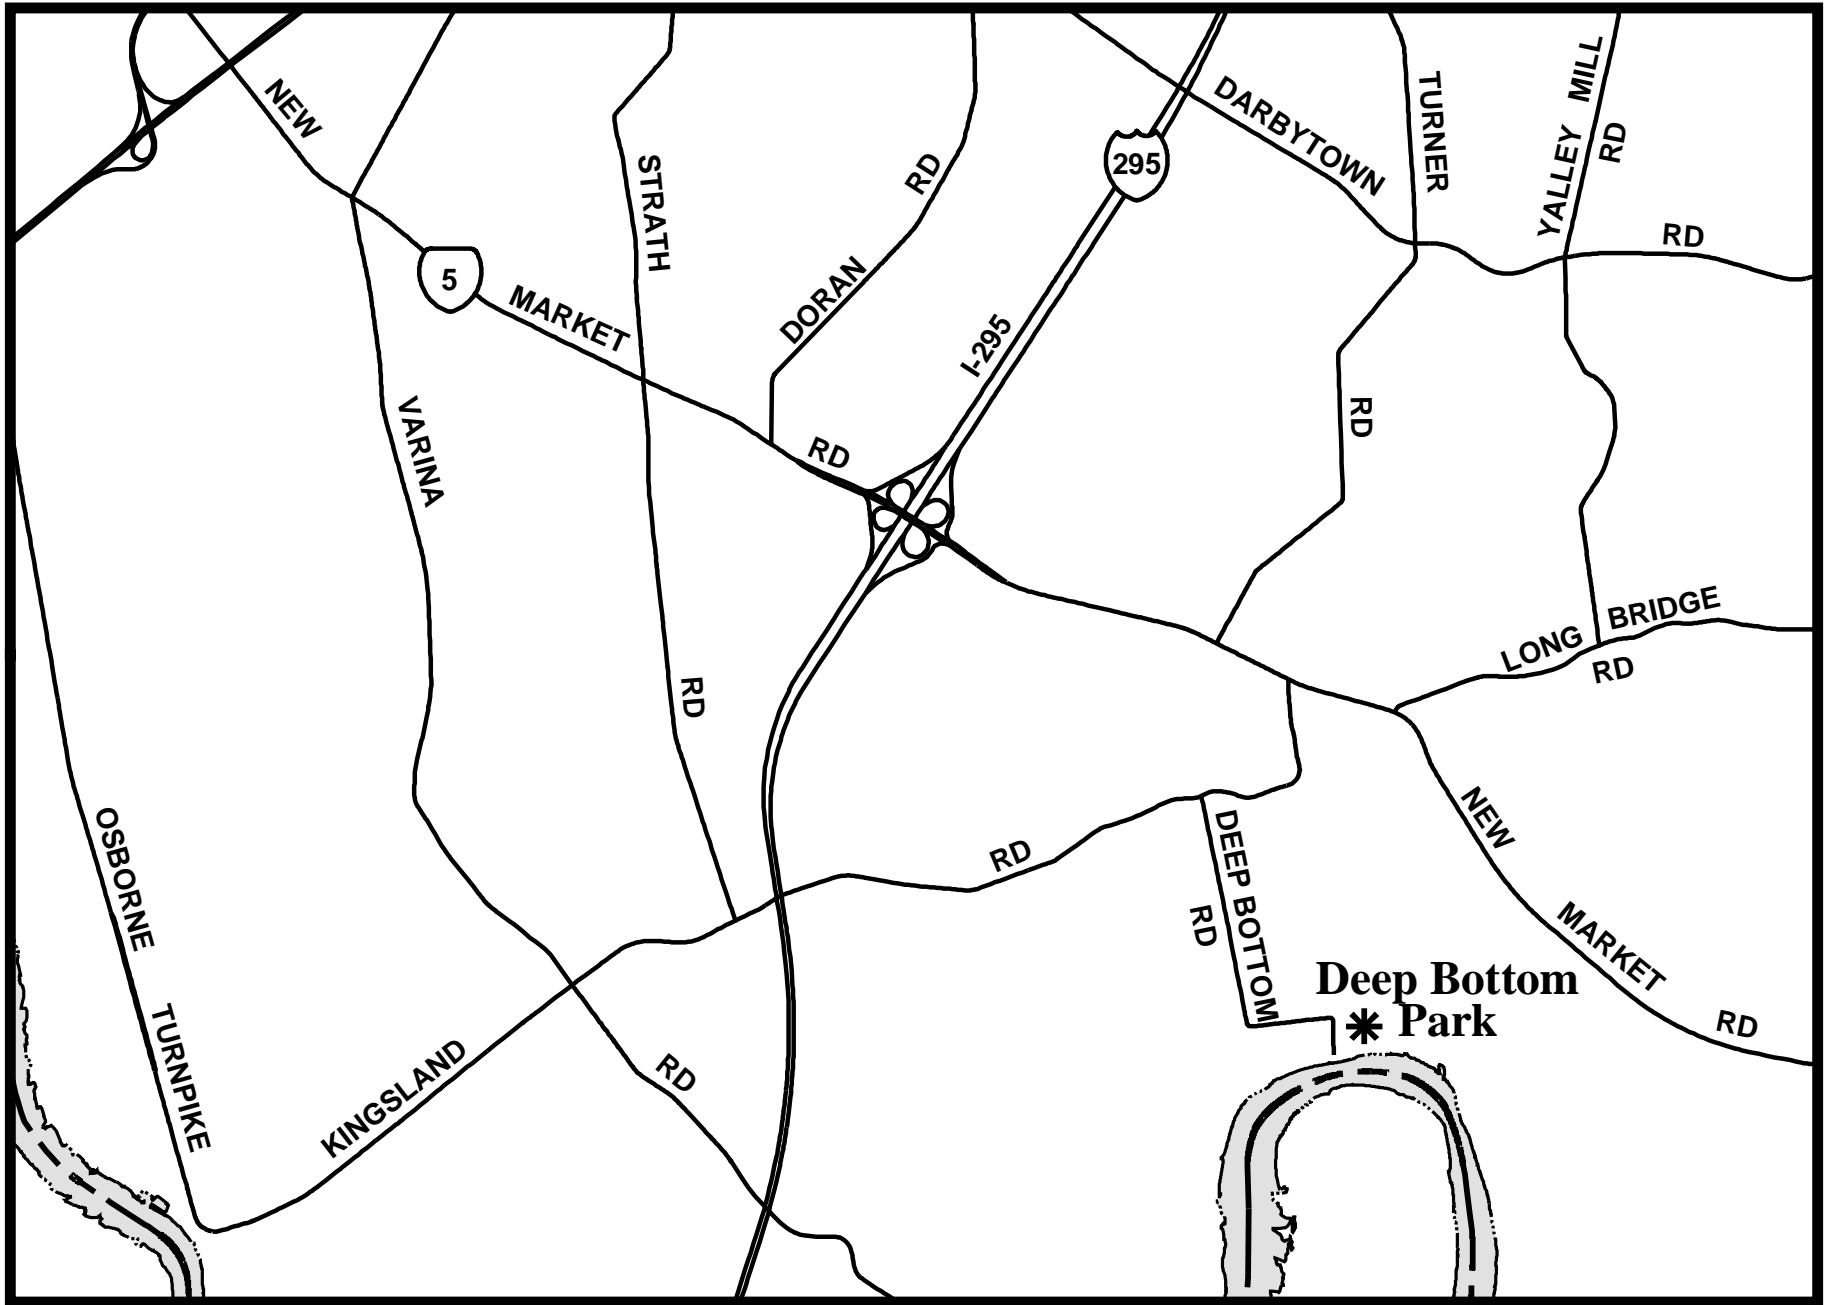 NEW
5
MARKET
RD
STRATH
RD
DORAN
RD
I-295
295
DARBYTOWN
RD
TURNER
RD
YALLEY MILL
RD
VARINA
RD
LONG BRIDGE
RD
OSBORNE
TURNPIKE
KINGSLAND
RD
DEEP BOTTOM
RD
NEW
MARKET
RD
Deep Bottom
Park